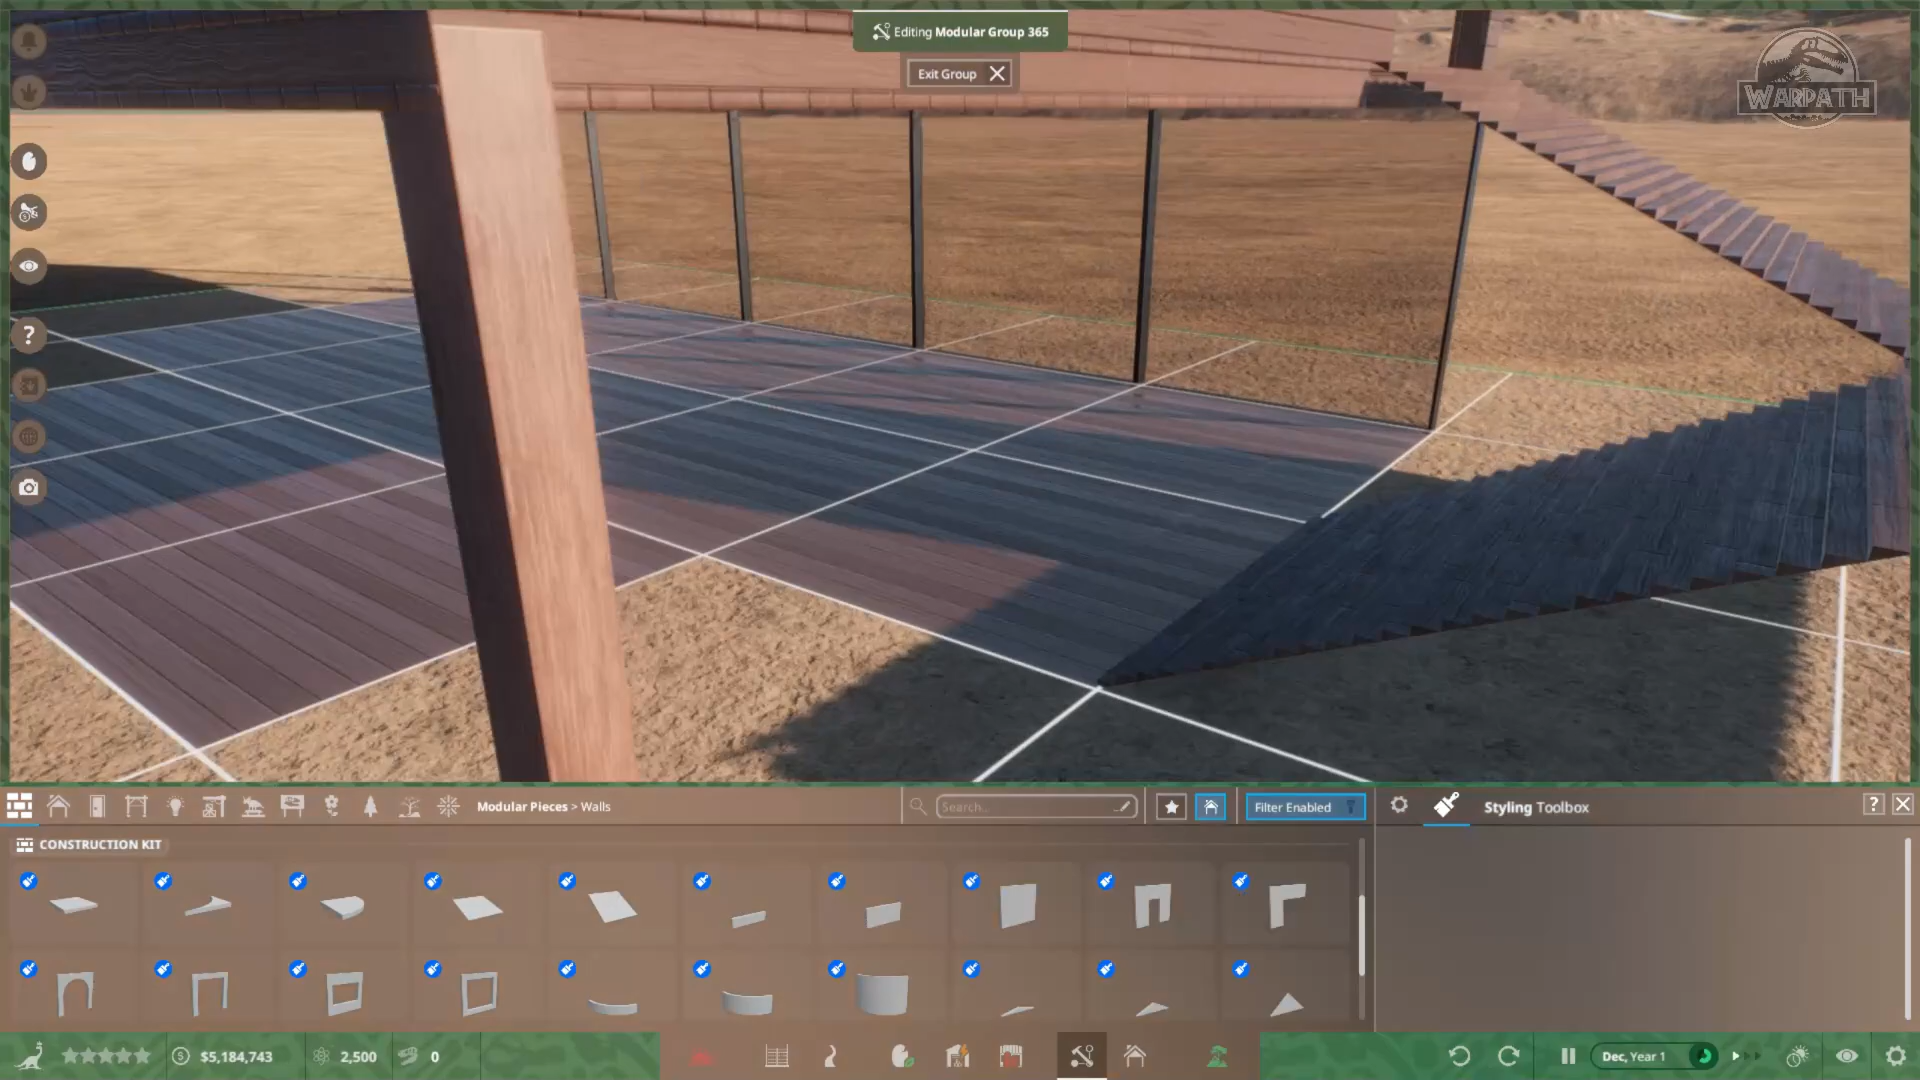 Editing Modular Group 365
Exit Group
WARPATH
?
Modular Pieces > Walls
Search...
Filter Enabled
Styling Toolbox
?
CONSTRUCTION KIT
$5,184,743
2,500
0
Dec, Year 1